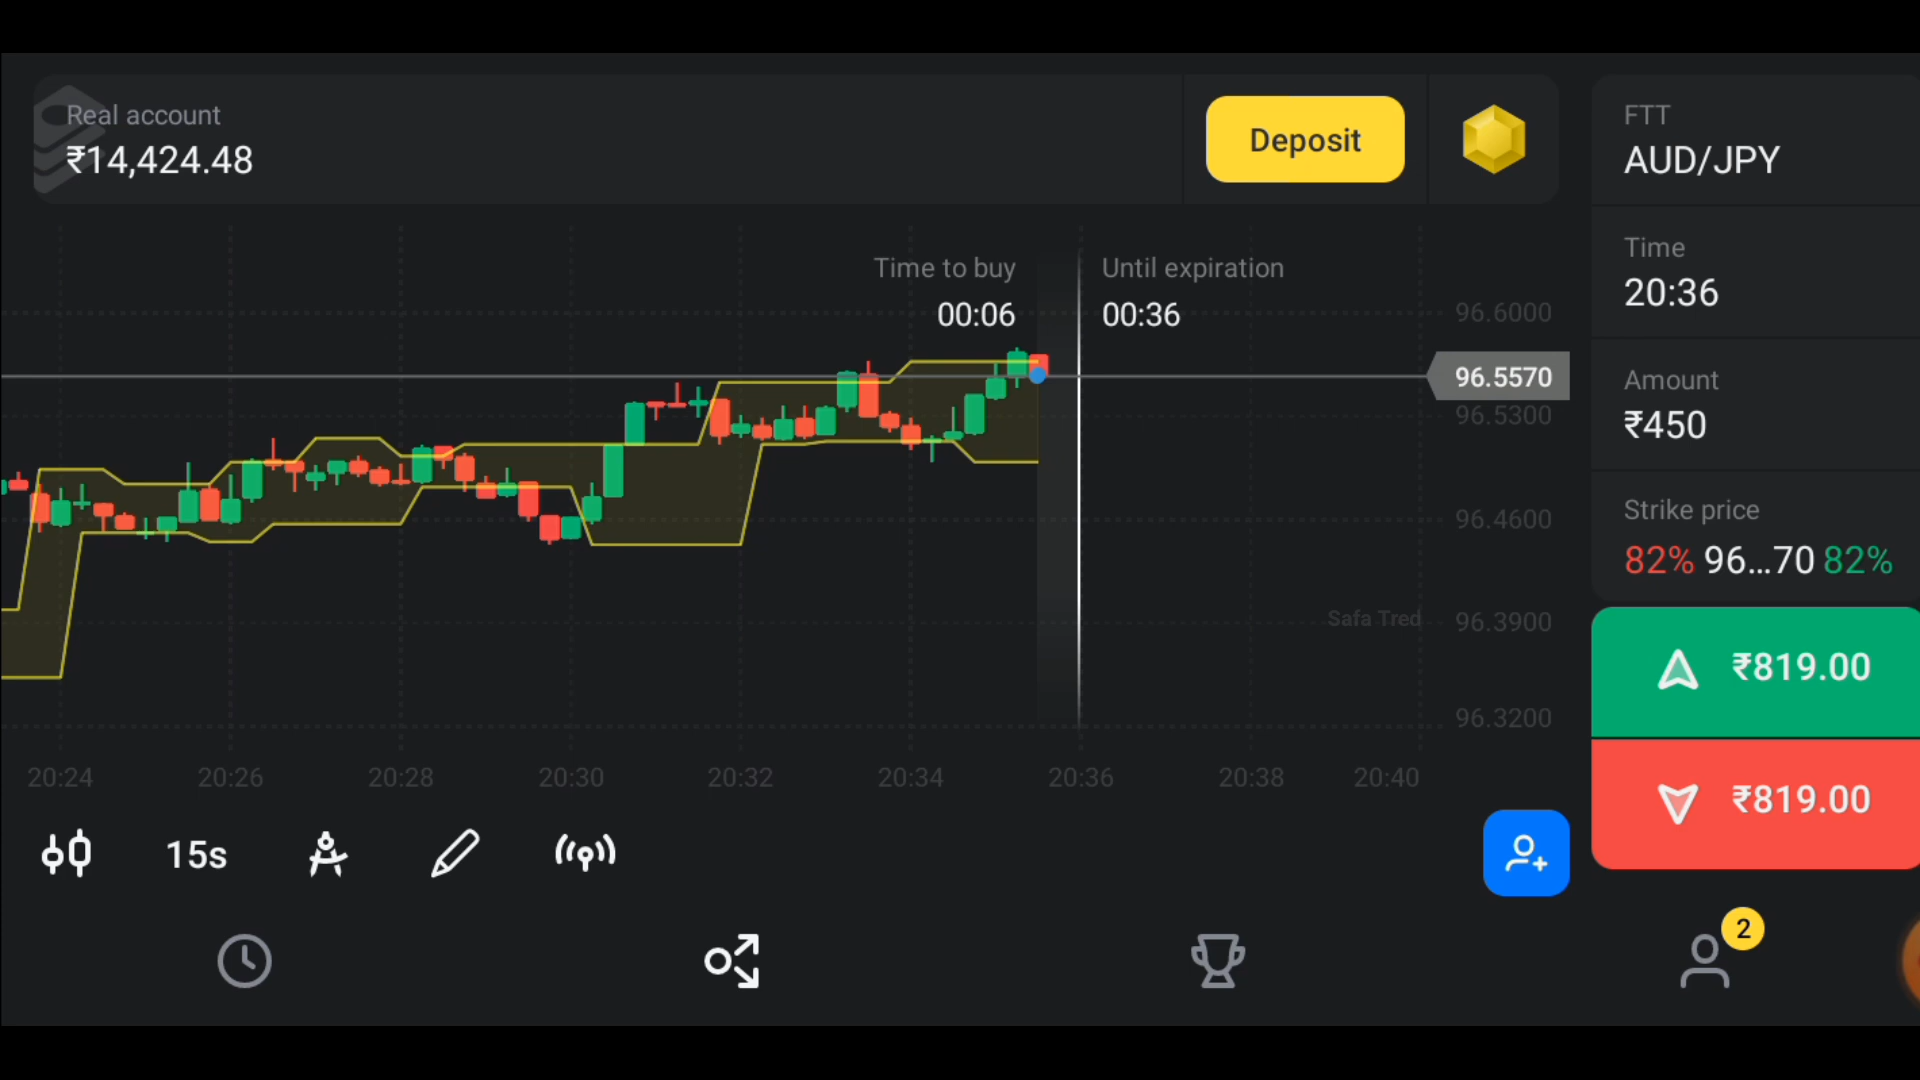 Real account
₹14,424.48
Deposit
FTT
AUD/JPY
Time
20:36
Amount
₹450
Strike price
82% 96...70 82%
₹819.00
₹819.00
Time to buy
00:06
Until expiration
00:36
96.6000
96.5570
96.5300
96.4600
96.3900
96.3200
Safa Tred
20:24
20:26
20:28
20:30
20:32
20:34
20:36
20:38
20:40
15s
2